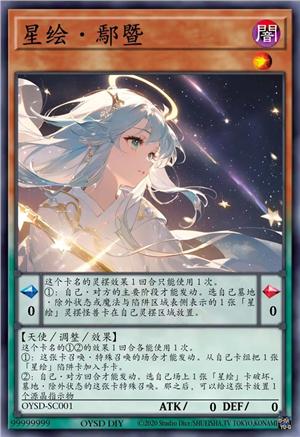 星绘·鄢暨
闇
这个卡名的灵摆效果1回合只能使用1次。
①:自己·对方的主要阶段才能发动。选自己墓地
·除外状态或魔法与陷阱区域表侧表示的1张「星
绘」灵摆怪兽卡在自己灵摆区域放置。
0
0
【天使/调整/效果】
这个卡名的①②的效果1回合各能使用1次。
①:这张卡召唤·特殊召唤的场合才能发动。从自己卡组把1张
「星绘」陷阱卡加入手卡。
②:自己·对方回合才能发动。选自己场上1张「星绘」卡破坏,
墓地·除外状态的这张卡特殊召唤。那之后,可以给这张卡放置1
个源晶指示物
OYSD-SC001
ATK/ 0 DEF/ 0
99999999
OYSD DIY
©2020 Studio Dice/SHUEISHA,TV TOKYO,KONAMI